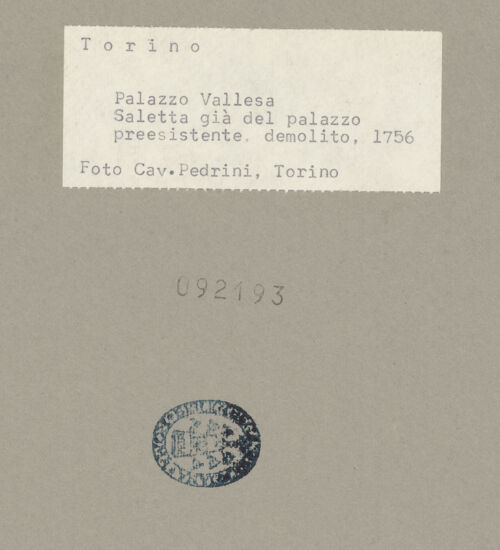 Torino
Palazzo Vallesa
Saletta già del palazzo
preesistente, demolito, 1756
Foto Cav.Pedrini, Torino
092193